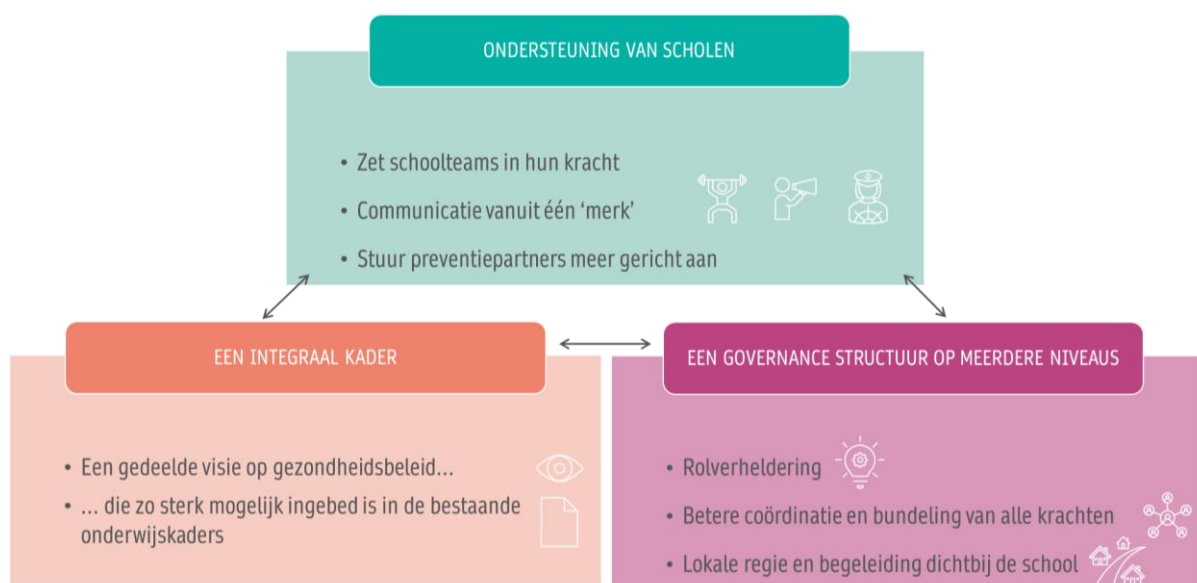 ONDERSTEUNING VAN SCHOLEN
• Zet schoolteams in hun kracht
• Communicatie vanuit één ‘merk’
• Stuur preventiepartners meer gericht aan
EEN INTEGRAAL KADER
• Een gedeelde visie op gezondheidsbeleid...
• ... die zo sterk mogelijk ingebed is in de bestaande
onderwijskaders
EEN GOVERNANCE STRUCTUUR OP MEERDERE NIVEAUS
• Rolverheldering
• Betere coördinatie en bundeling van alle krachten
• Lokale regie en begeleiding dichtbij de school